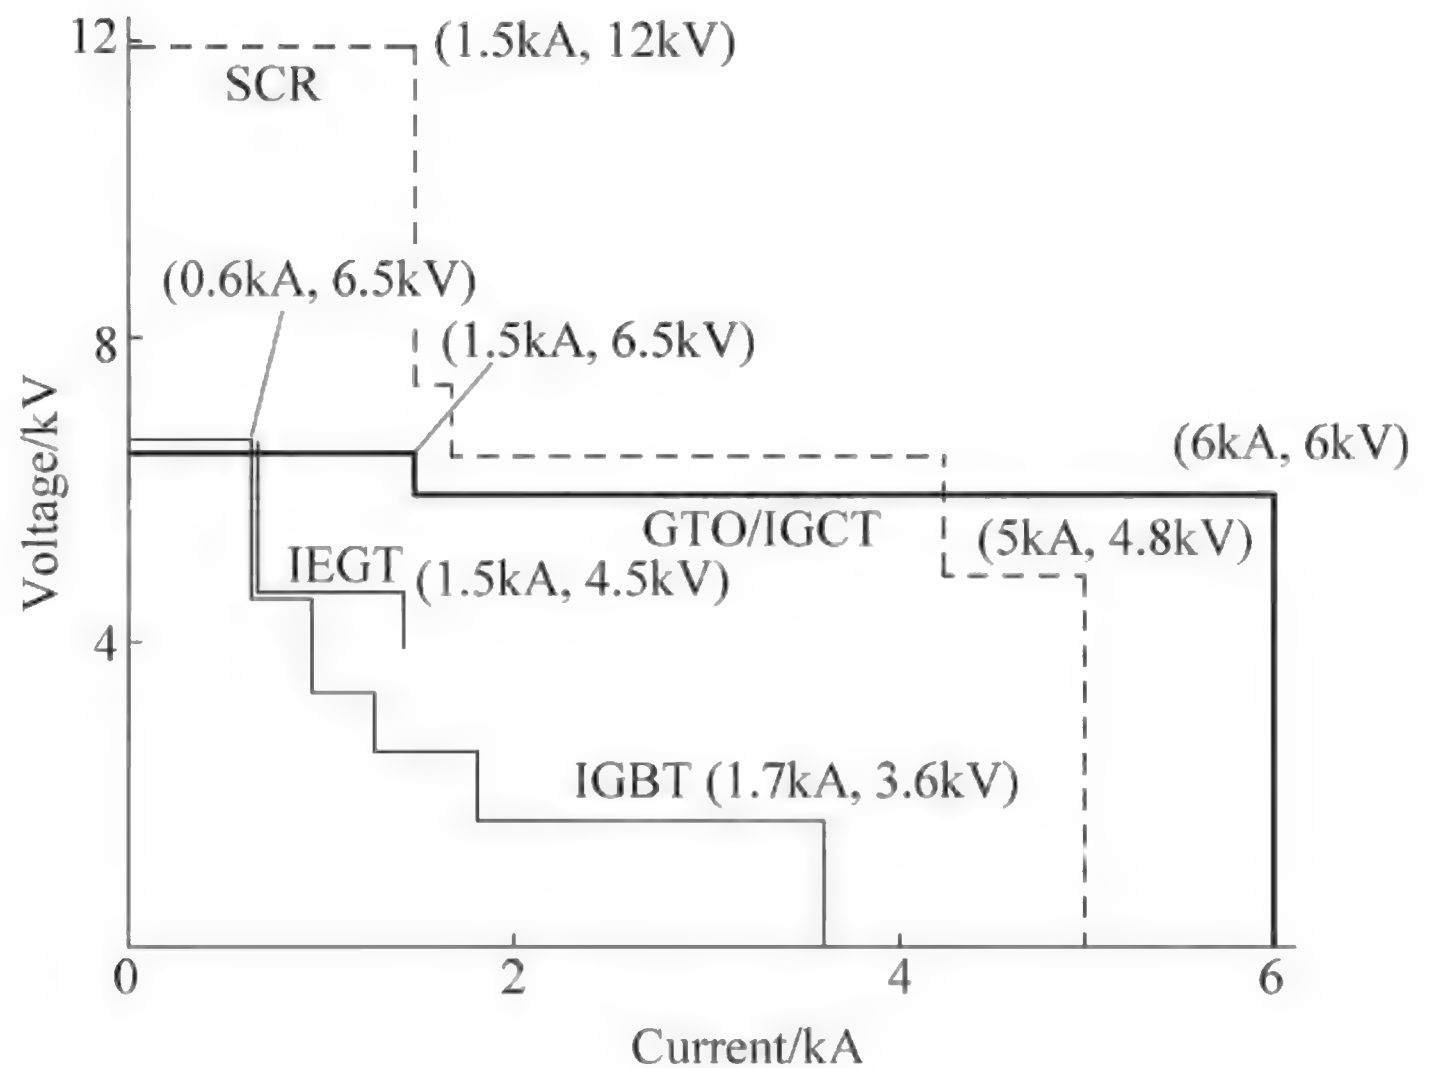 12
(1.5kA, 12kV)
SCR
(0.6kA, 6.5kV)
8
(1.5kA, 6.5kV)
(6kA, 6kV)
GTO/IGCT
(5kA, 4.8kV)
IEGT
(1.5kA, 4.5kV)
4
IGBT (1.7kA, 3.6kV)
Voltage/kV
0
2
4
6
Current/kA